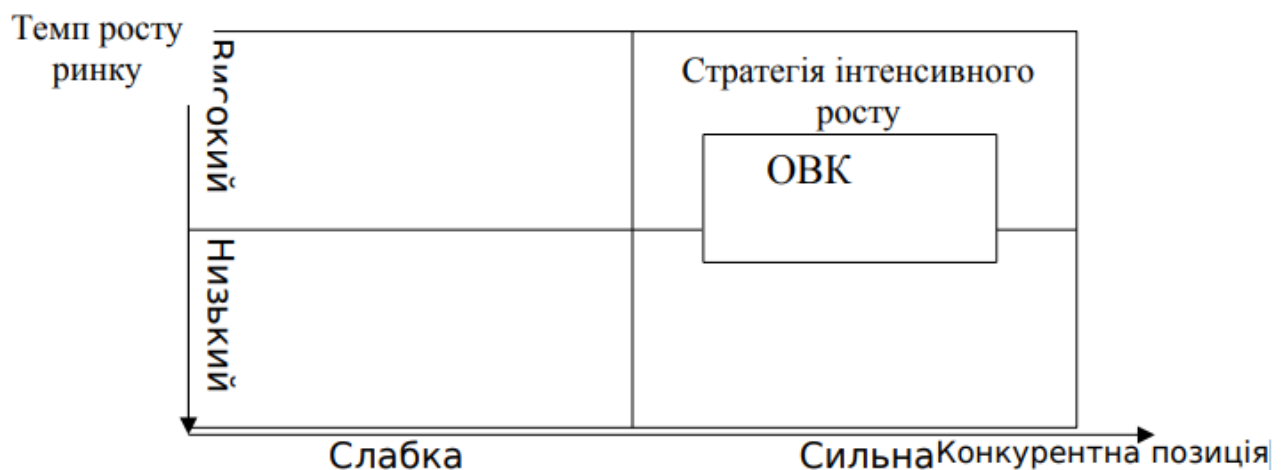 Темп росту
ринку
Високий
Стратегія інтенсивного
росту
ОВК
Низький
Слабка
Сильна
Конкурентна позиція